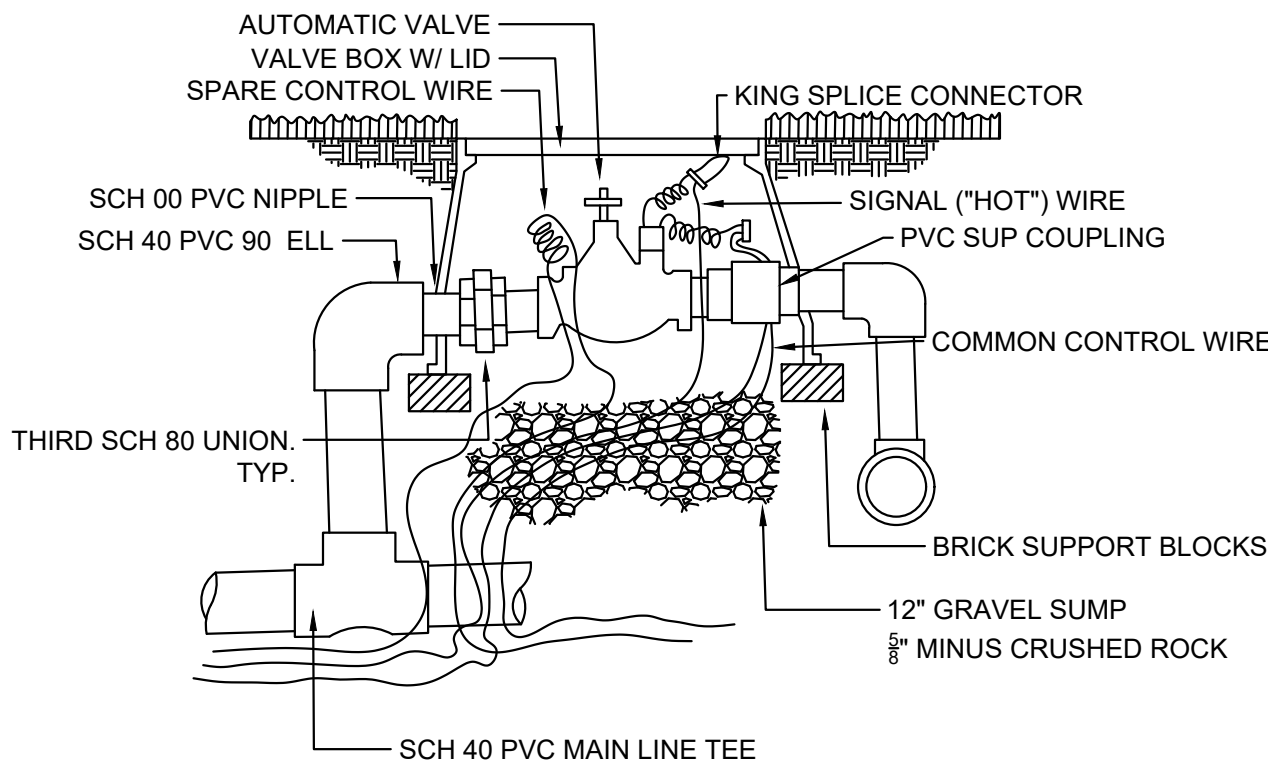 AUTOMATIC VALVE
VALVE BOX W/ LID
SPARE CONTROL WIRE
KING SPLICE CONNECTOR
SCH 00 PVC NIPPLE
SIGNAL ("HOT") WIRE
SCH 40 PVC 90 ELL
PVC SUP COUPLING
COMMON CONTROL WIRE
THIRD SCH 80 UNION.
TYP.
BRICK SUPPORT BLOCKS
12" GRAVEL SUMP
5/8" MINUS CRUSHED ROCK
SCH 40 PVC MAIN LINE TEE